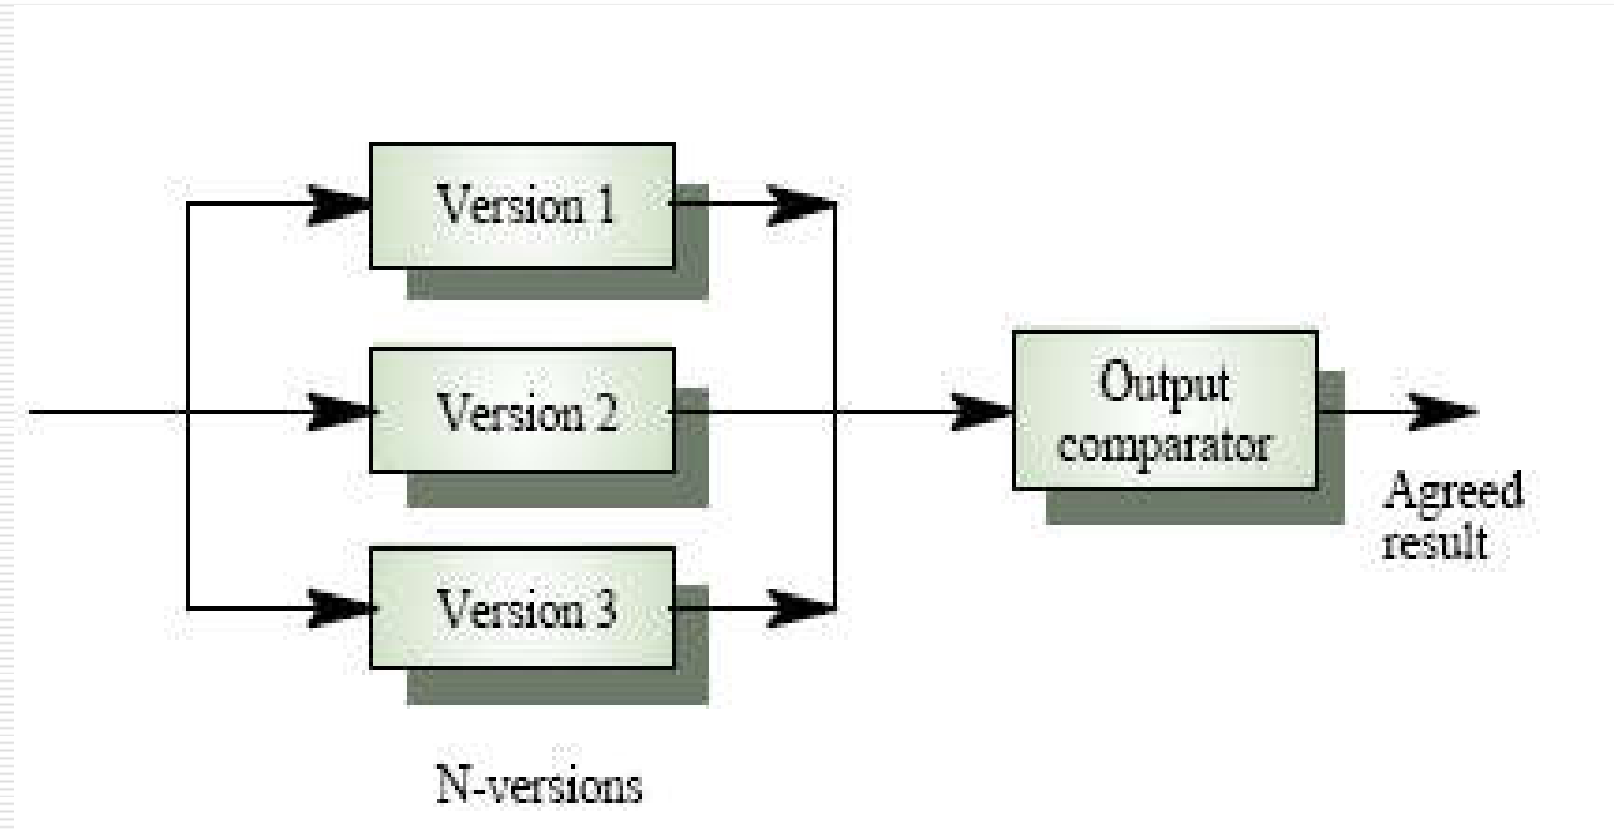 Version 1
Version 2
Version 3
Output
comparator
Agreed
result
N-versions